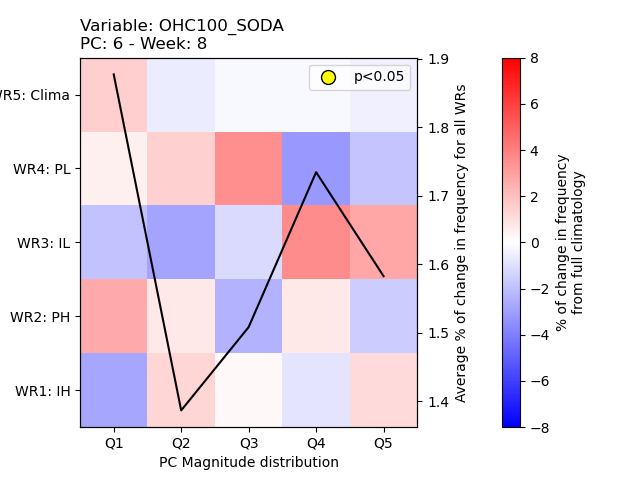 Variable: OHC100_SODA
PC: 6 - Week: 8
p<0.05
WR5: Clima
WR4: PL
WR3: IL
WR2: PH
WR1: IH
Q1 Q2 Q3 Q4 Q5
PC Magnitude distribution
1.9
1.8
1.7
1.6
1.5
1.4
Average % of change in frequency for all WRs
8
6
4
2
0
−2
−4
−6
−8
% of change in frequency
from full climatology